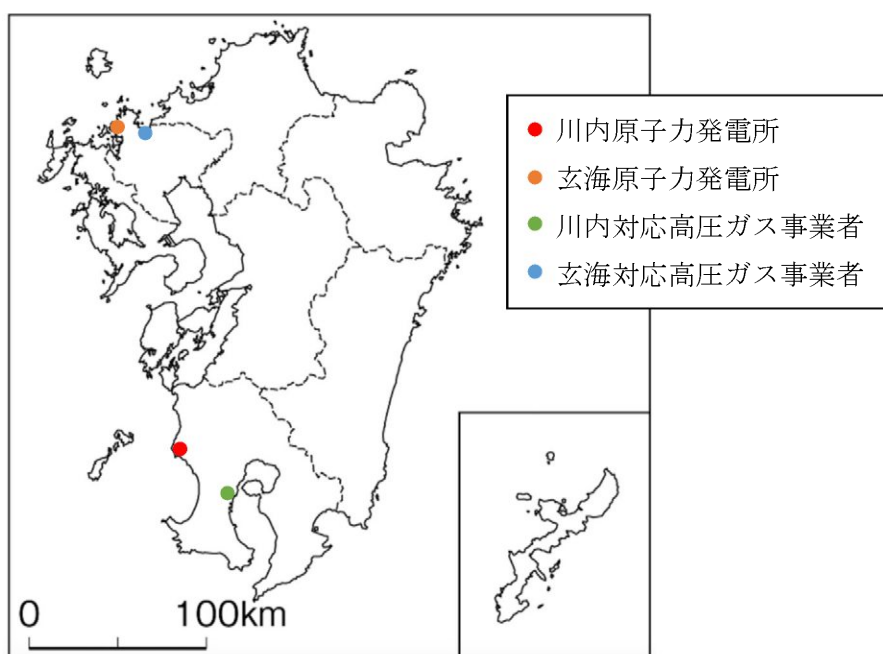 川内原子力発電所
玄海原子力発電所
川内対応高圧ガス事業者
玄海対応高圧ガス事業者
0 100km